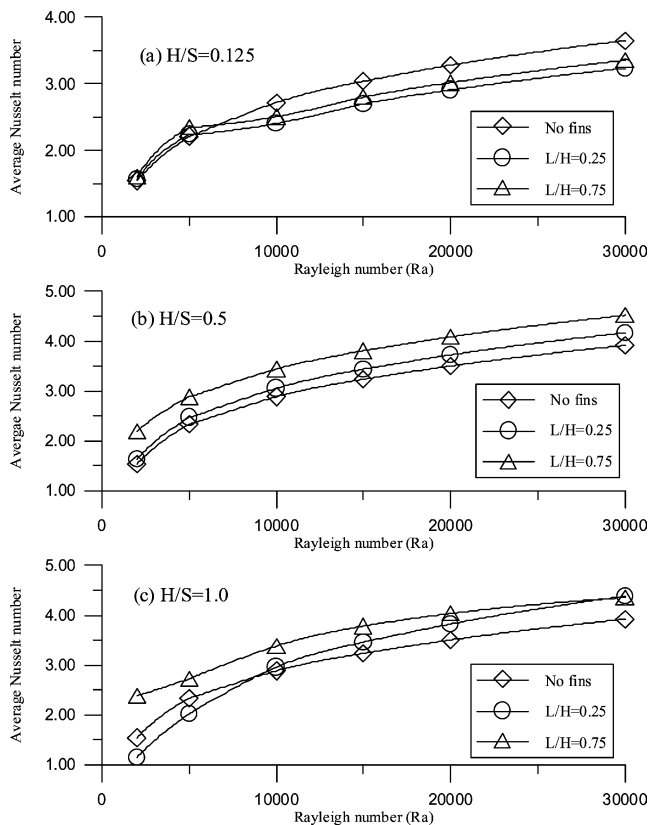 4.00
(a) H/S=0.125
3.00
No fins
2.00
L/H=0.25
L/H=0.75
1.00
Average Nusselt number
0
10000
20000
30000
Rayleigh number (Ra)
5.00
(b) H/S=0.5
4.00
3.00
No fins
L/H=0.25
2.00
L/H=0.75
1.00
Avergae Nusselt number
0
10000
20000
30000
Rayleigh number (Ra)
5.00
(c) H/S=1.0
4.00
3.00
No fins
L/H=0.25
2.00
L/H=0.75
1.00
Average Nusselt number
0
10000
20000
30000
Rayleigh number (Ra)